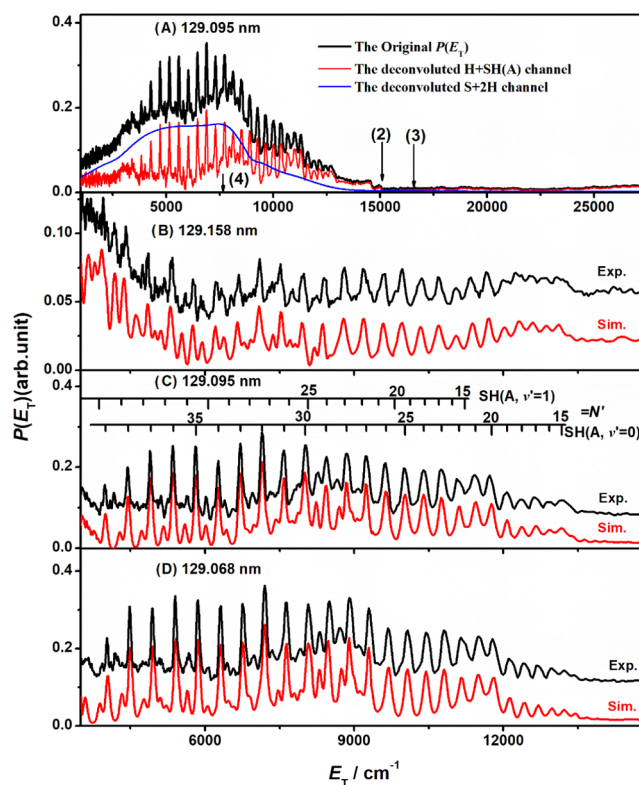 (A) 129.095 nm
The Original P(E_T)
The deconvoluted H+SH(A) channel
The deconvoluted S+2H channel
(2)
(3)
(4)
0.4
0.2
0.0
5000
10000
15000
20000
25000
(B) 129.158 nm
Exp.
Sim.
0.10
0.05
0.00
P(E_T)(arb.unit)
(C) 129.095 nm
25
20
15
SH(A, v'=1)
=N'
35
30
25
20
15
SH(A, v'=0)
Exp.
Sim.
0.4
0.2
0.0
(D) 129.068 nm
Exp.
Sim.
0.4
0.2
0.0
6000
9000
12000
E_T / cm⁻¹